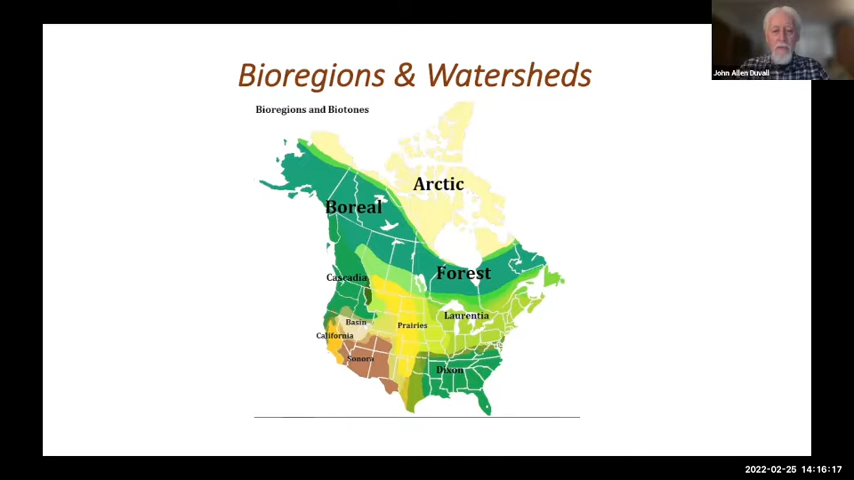 Bioregions & Watersheds
Bioregions and Biotones
Arctic
Boreal
Forest
Cascadia
Laurentia
Basin
Prairies
California
Sonora
Dixon
John Allen Duvall
2022-02-25 14:16:17